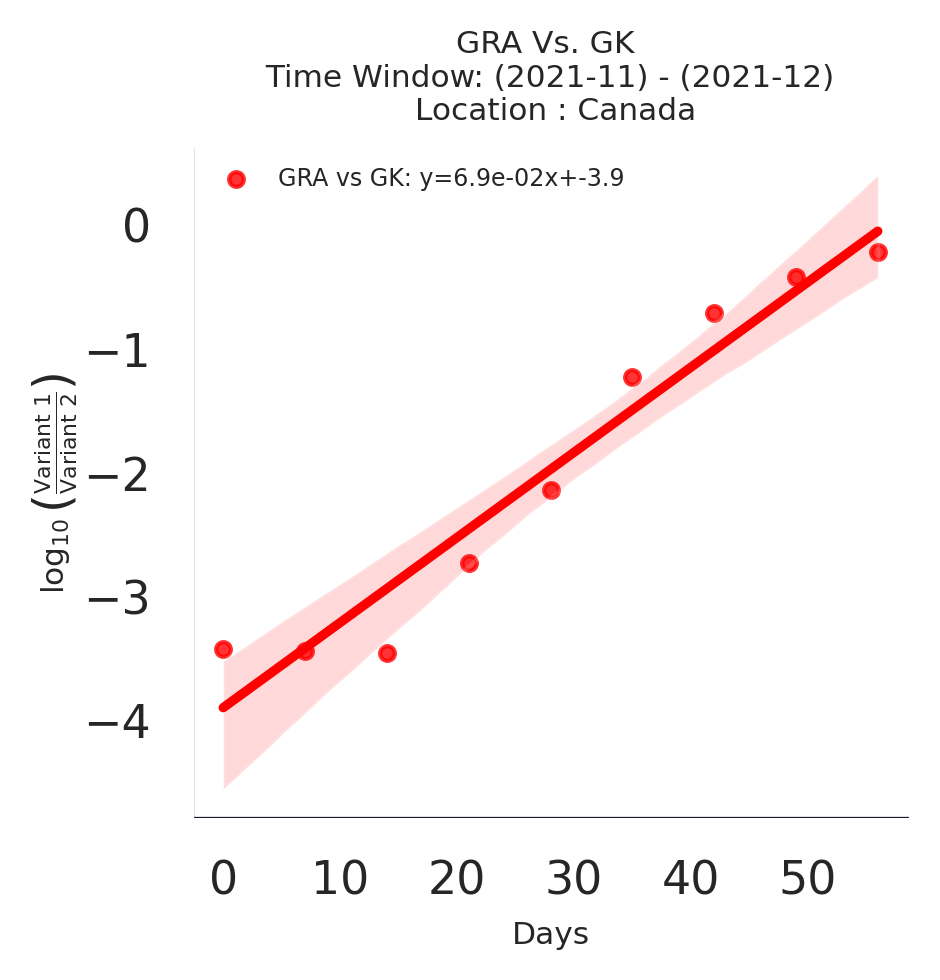 GRA Vs. GK
Time Window: (2021-11) - (2021-12)
Location : Canada
GRA vs GK: y=6.9e-02x+-3.9
0
−1
−2
−3
−4
log10 (Variant 1 / Variant 2)
0 10 20 30 40 50
Days